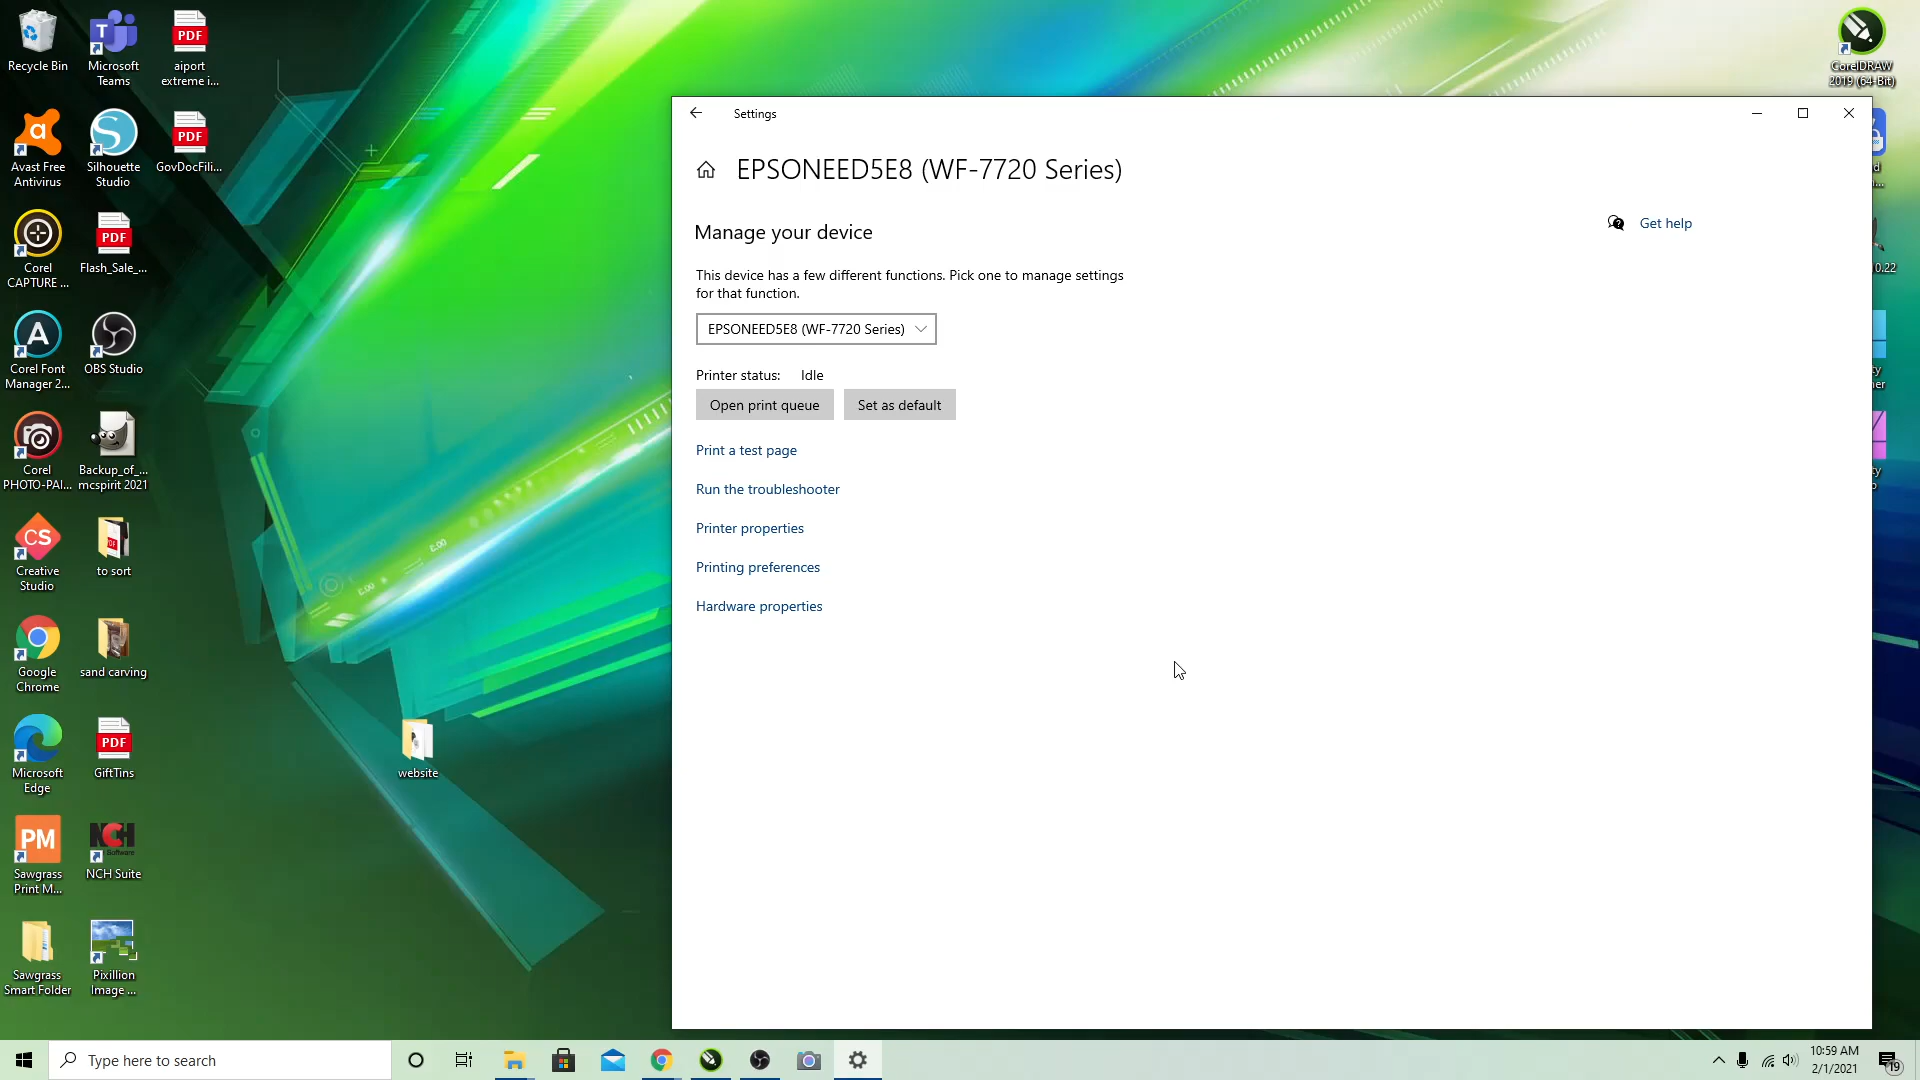 Recycle Bin
Microsoft
Teams
PDF
aiport
extreme i...
Avast Free
Antivirus
Silhouette
Studio
PDF
GovDocFili...
Corel
CAPTURE ...
PDF
Flash_Sale_...
Corel Font
Manager 2...
OBS Studio
Corel
PHOTO-PAI...
Backup_of_...
mcspirit 2021
CS
Creative
Studio
PDF
to sort
Google
Chrome
sand carving
Microsoft
Edge
PDF
GiftTins
PM
Sawgrass
Print M...
NCH
Software
NCH Suite
Sawgrass
Smart Folder
Pixillion
Image ...
website
CorelDRAW
2019 (64-Bit)
Settings
EPSONEED5E8 (WF-7720 Series)
Manage your device
Get help
This device has a few different functions. Pick one to manage settings
for that function.
EPSONEED5E8 (WF-7720 Series)
Printer status: Idle
Open print queue
Set as default
Print a test page
Run the troubleshooter
Printer properties
Printing preferences
Hardware properties
Type here to search
10:59 AM
2/1/2021
19